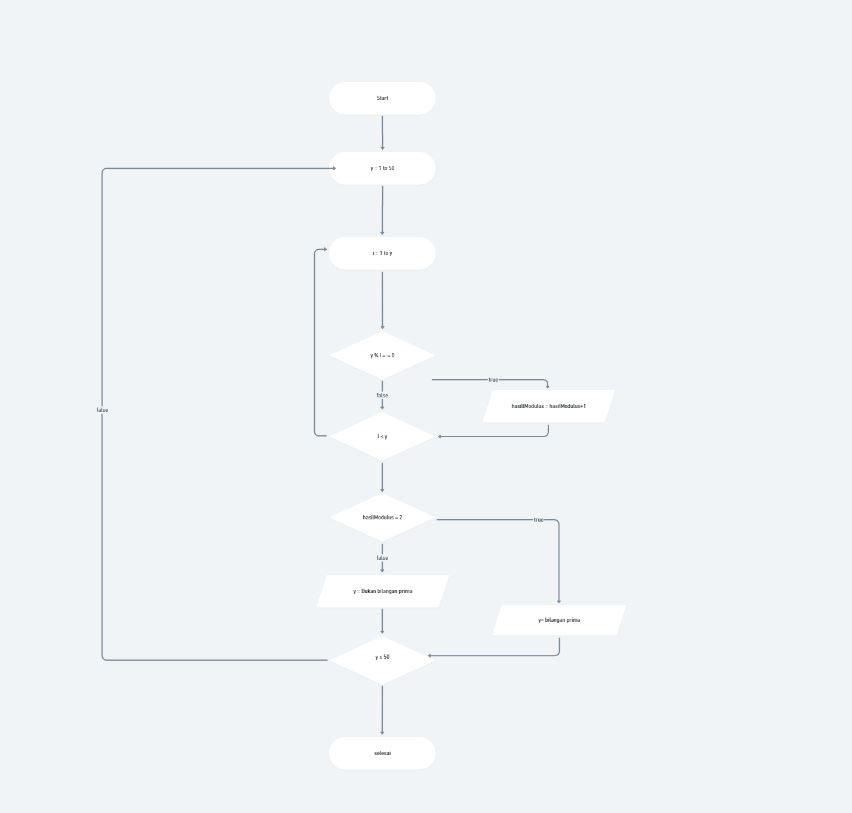 Start
y = 1 to 50
i = 1 to y
y % i == 0
true
false
hasilModulus = hasilModulus+1
false
y
hasilModulus = 2
true
false
y = Bukan bilangan prima
y= bilangan prima
50
selesai